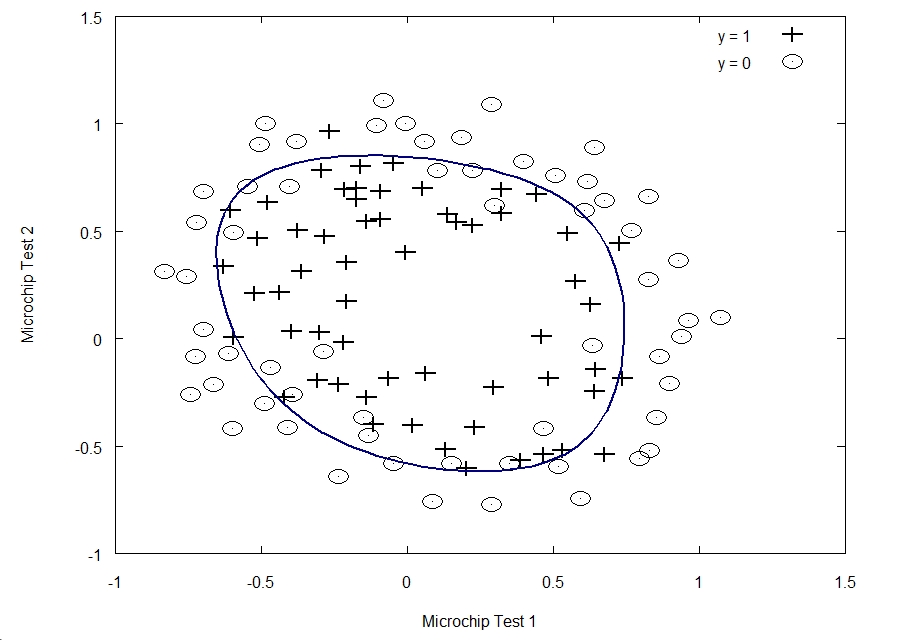 1.5
y = 1
y = 0
1
0.5
Microchip Test 2
0
-0.5
-1
-1 -0.5 0 0.5 1 1.5
Microchip Test 1